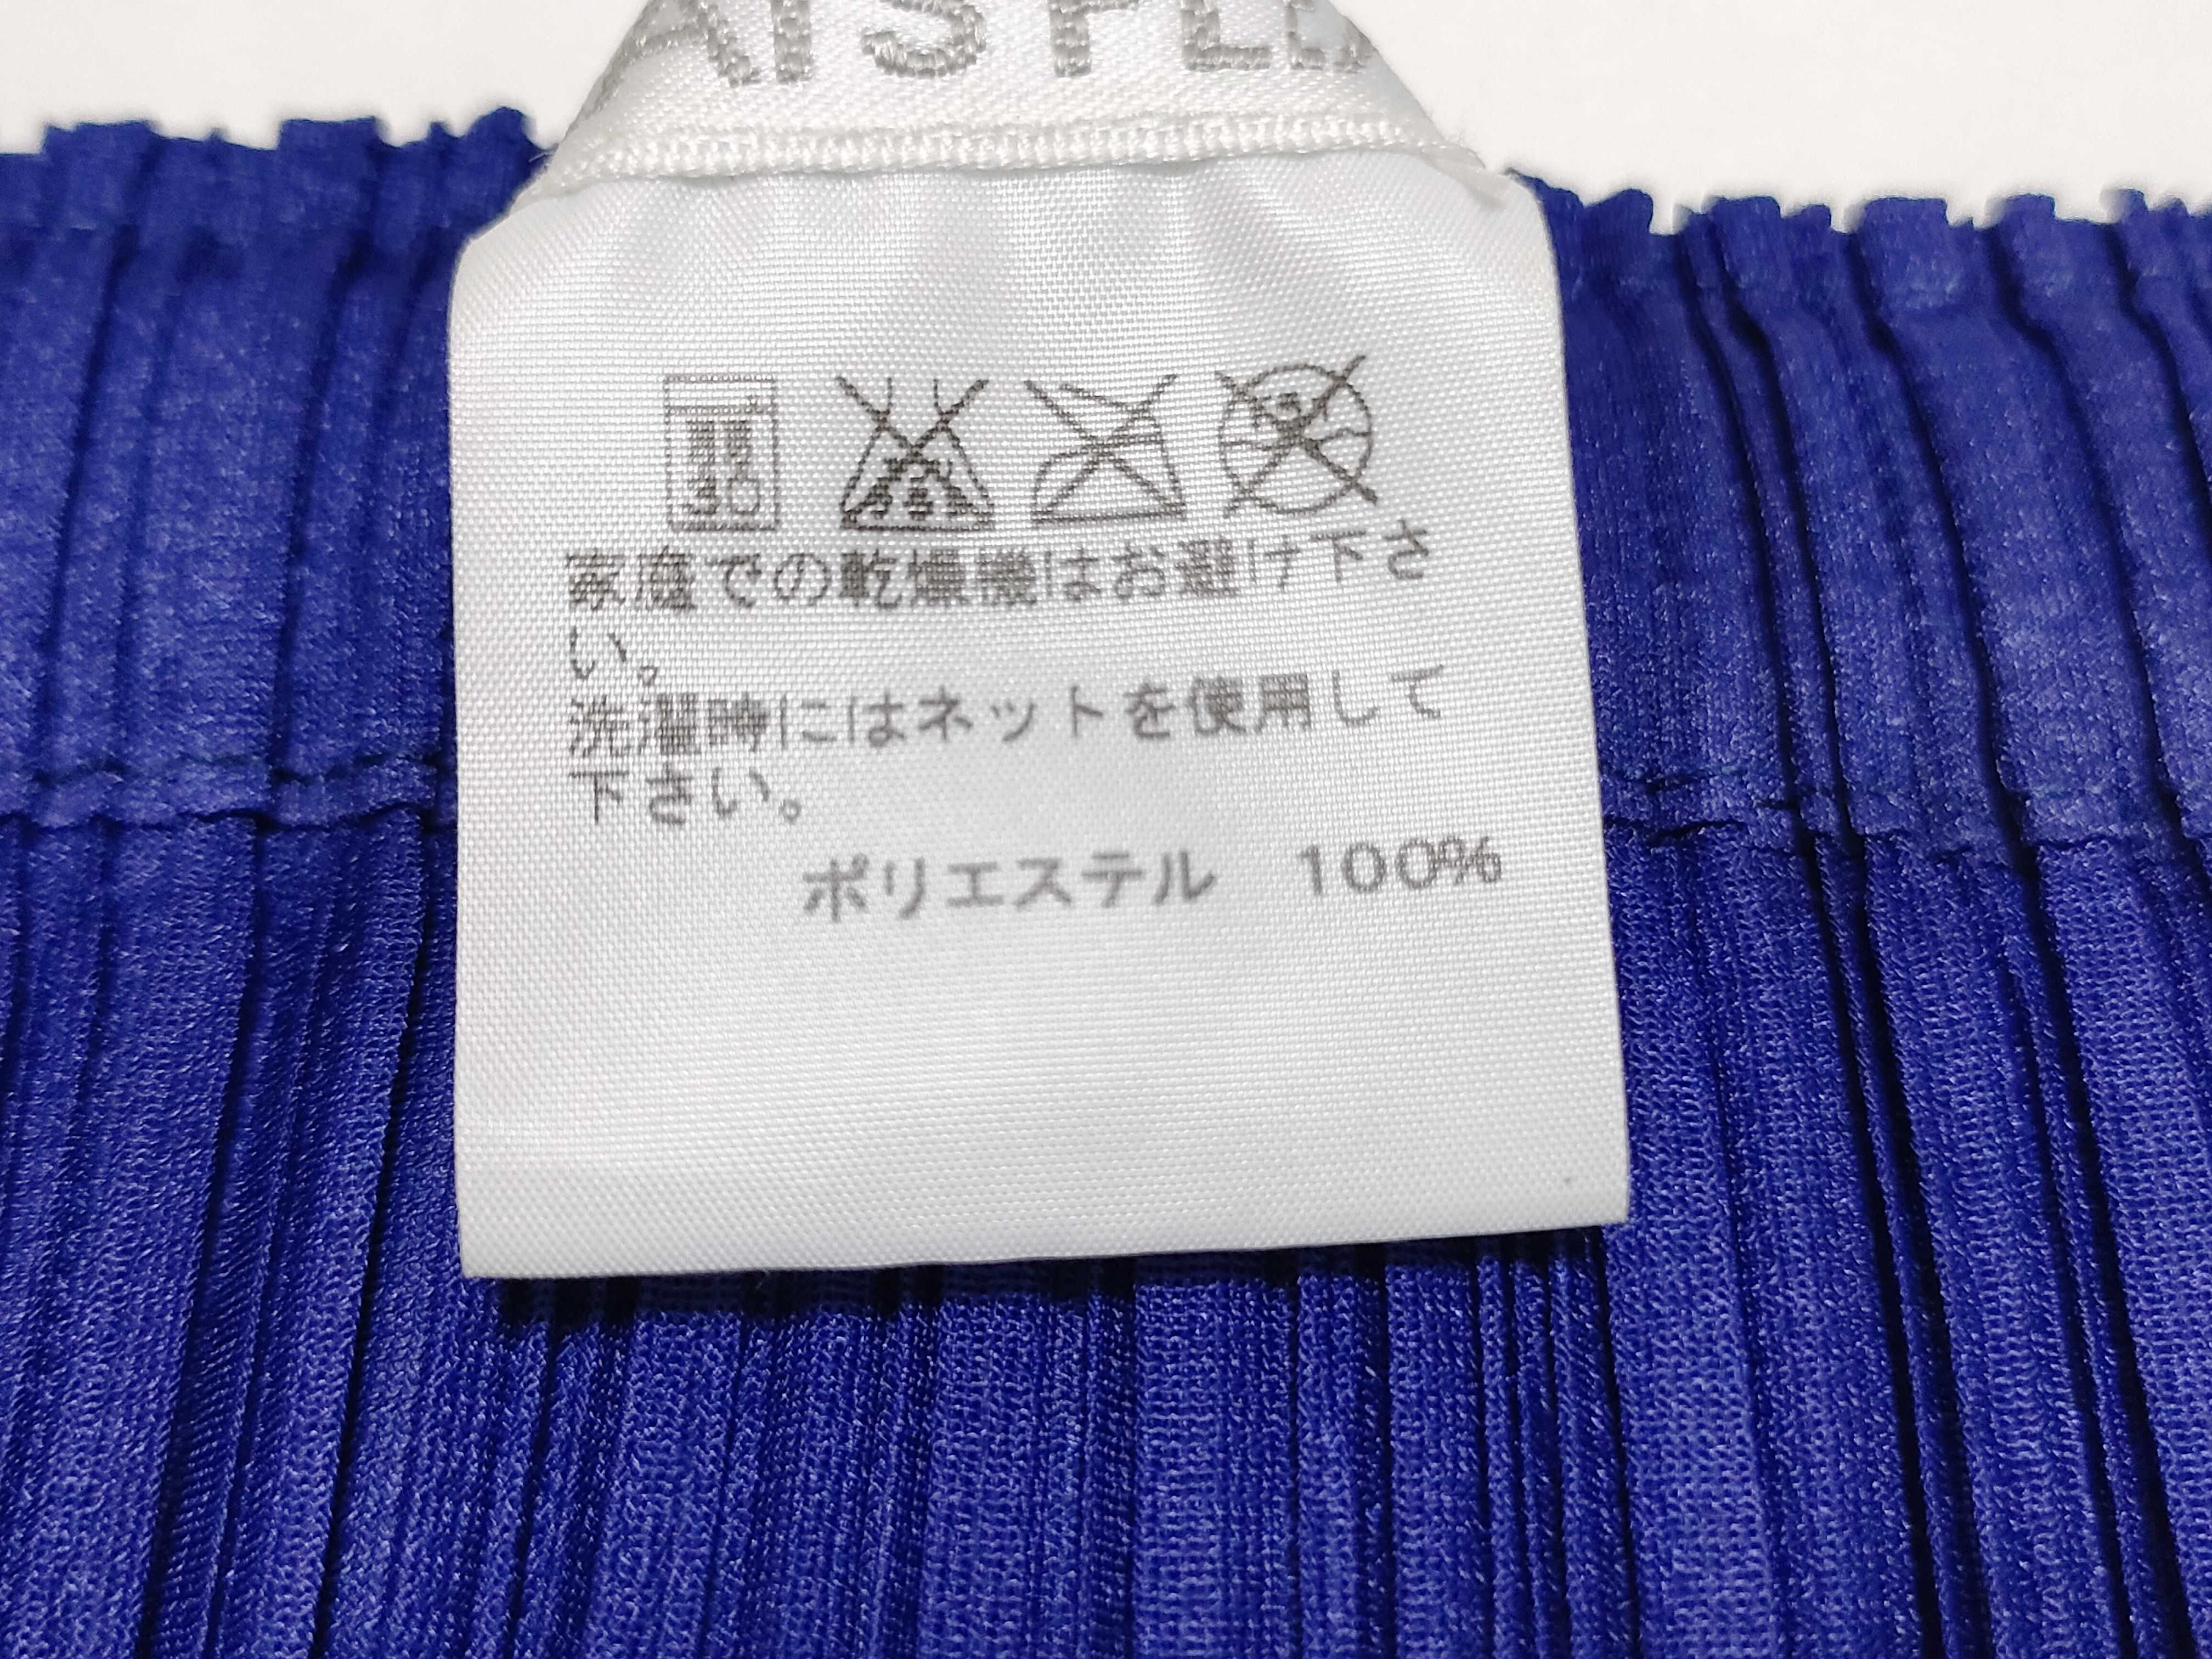 30
家庭での乾燥機はお避け下さ
い。
洗濯時にはネットを使用して
下さい。
ポリエステル 100%